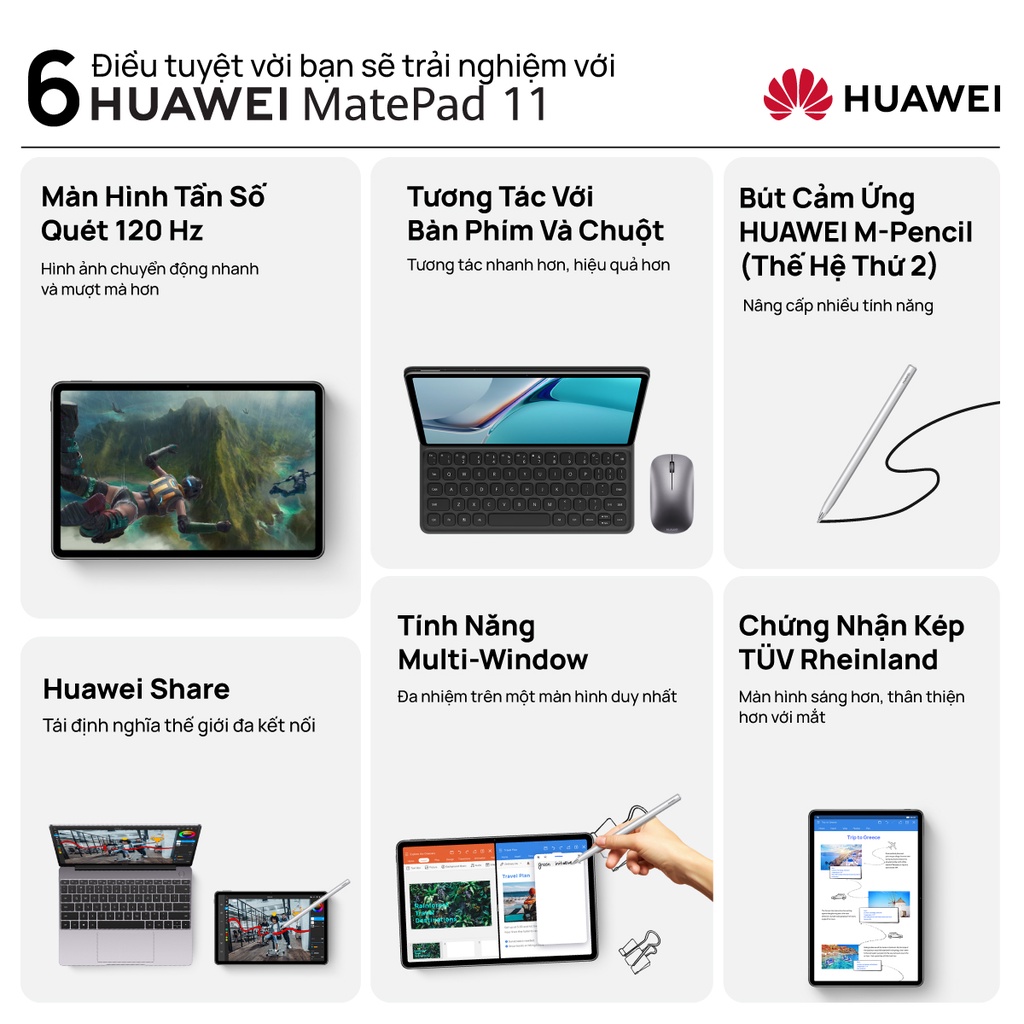 6 Điều tuyệt vời bạn sẽ trải nghiệm với
HUAWEI MatePad 11
HUAWEI
Màn Hình Tần Số
Quét 120 Hz
Hình ảnh chuyển động nhanh
và mượt mà hơn
Tương Tác Với
Bàn Phím Và Chuột
Tương tác nhanh hơn, hiệu quả hơn
Bút Cảm Ứng
HUAWEI M-Pencil
(Thế Hệ Thứ 2)
Nâng cấp nhiều tính năng
Huawei Share
Tái định nghĩa thế giới đa kết nối
Tính Năng
Multi-Window
Đa nhiệm trên một màn hình duy nhất
Rainforest
Travel
Destinations
Travel Plan
green
Chứng Nhận Kép
TÜV Rheinland
Màn hình sáng hơn, thân thiện
hơn với mắt
Trip to Greece